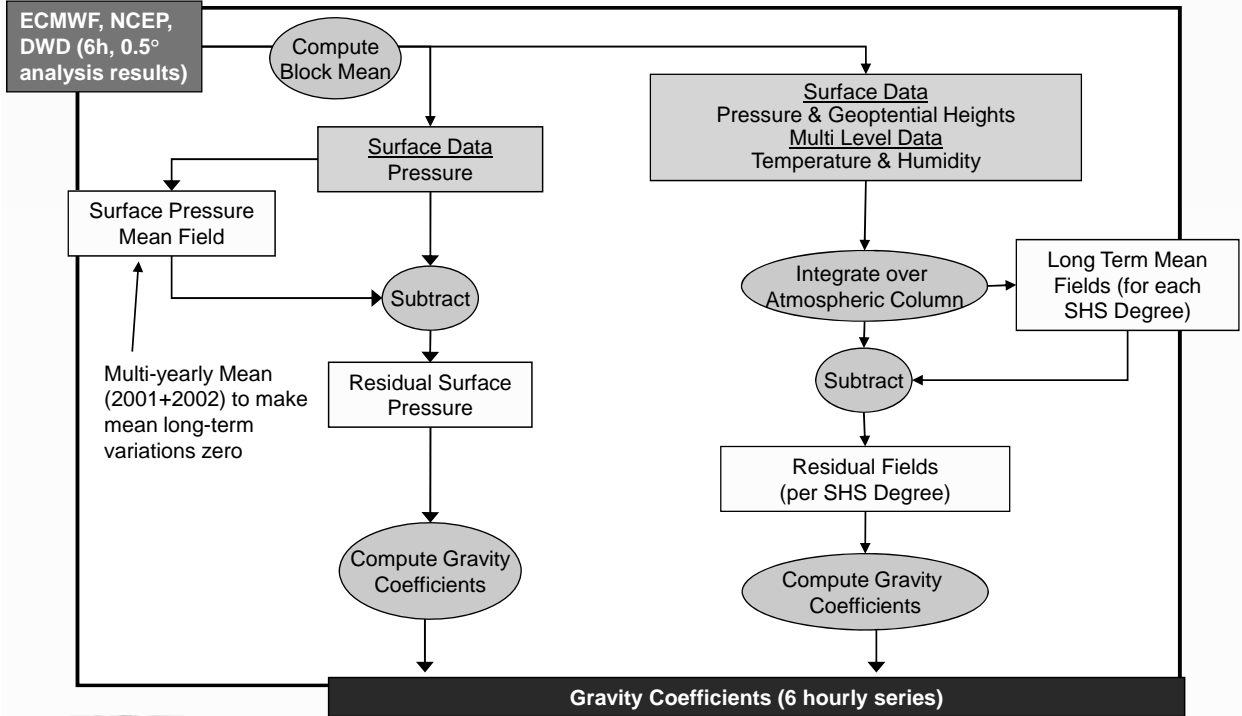 ECMWF, NCEP,
DWD (6h, 0.5°
analysis results)
Compute
Block Mean
Surface Data
Pressure
Surface Pressure
Mean Field
Subtract
Multi-yearly Mean
(2001+2002) to make
mean long-term
variations zero
Residual Surface
Pressure
Compute Gravity
Coefficients
Surface Data
Pressure & Geoptential Heights
Multi Level Data
Temperature & Humidity
Integrate over
Atmospheric Column
Long Term Mean
Fields (for each
SHS Degree)
Subtract
Residual Fields
(per SHS Degree)
Compute Gravity
Coefficients
Gravity Coefficients (6 hourly series)